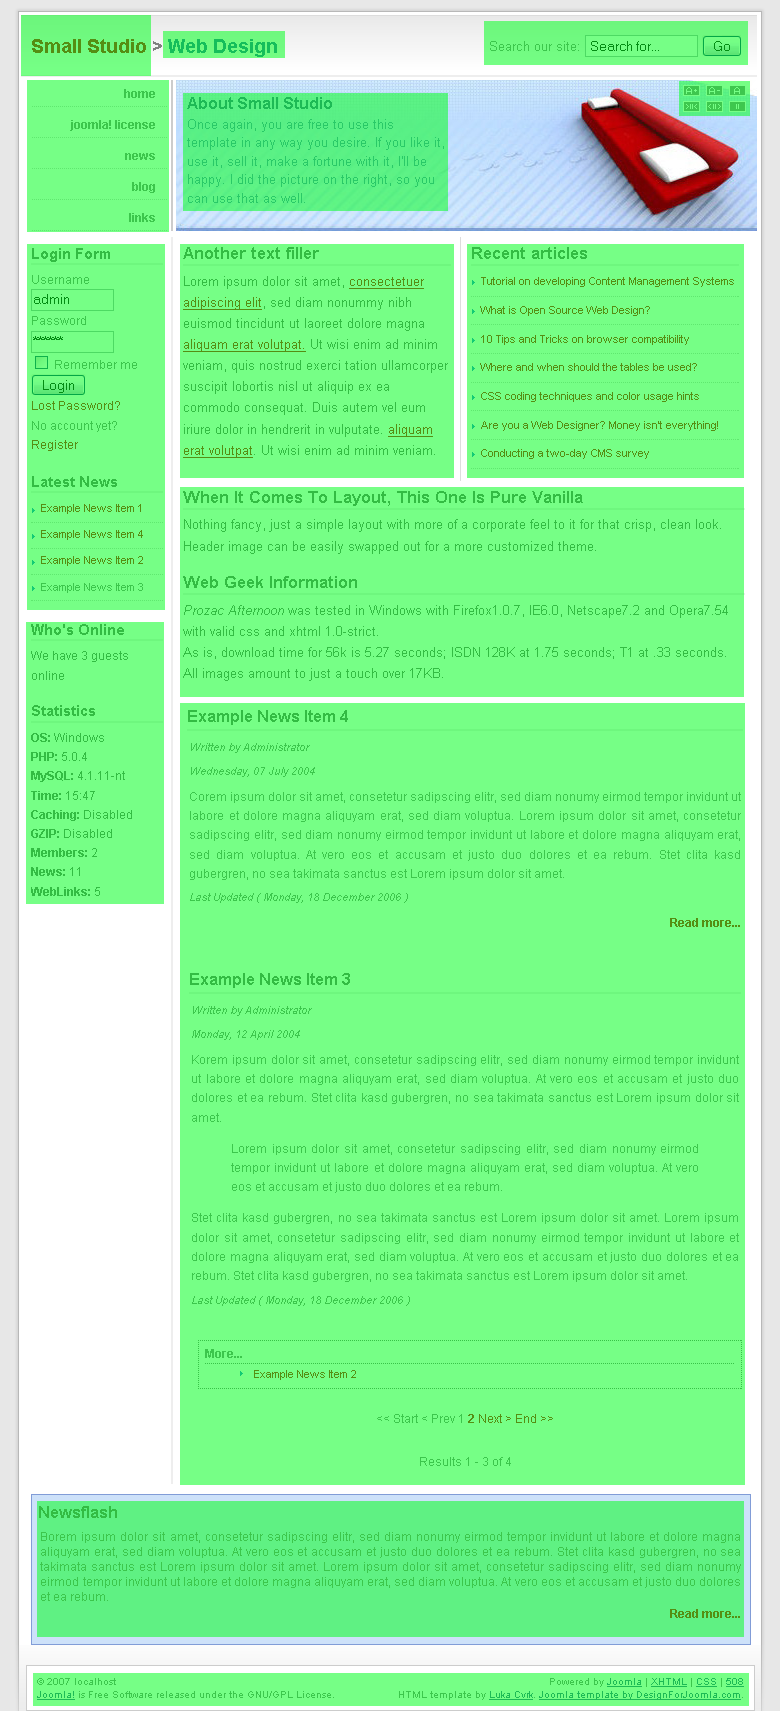 Small Studio > Web Design
Search our site: Search for... Go
home
joomla! license
news
blog
links
A+ A- A
About Small Studio
Once again, you are free to use this
template in any way you desire. If you like it,
use it, sell it, make a fortune with it, I'll be
happy. I did the picture on the right, so you
can use that as well.
Login Form
Username
admin
Password
******
Remember me
Login
Lost Password?
No account yet?
Register
Latest News
Example News Item 1
Example News Item 4
Example News Item 2
Example News Item 3
Who's Online
We have 3 guests
online
Statistics
OS: Windows
PHP: 5.0.4
MySQL: 4.1.11-nt
Time: 15:47
Caching: Disabled
GZIP: Disabled
Members: 2
News: 11
WebLinks: 5
Another text filler
Lorem ipsum dolor sit amet, consectetuer
adipiscing elit, sed diam nonummy nibh
euismod tincidunt ut laoreet dolore magna
aliquam erat volutpat. Ut wisi enim ad minim
veniam, quis nostrud exerci tation ullamcorper
suscipit lobortis nisl ut aliquip ex ea
commodo consequat. Duis autem vel eum
iriure dolor in hendrerit in vulputate. aliquam
erat volutpat. Ut wisi enim ad minim veniam.
Recent articles
Tutorial on developing Content Management Systems
What is Open Source Web Design?
10 Tips and Tricks on browser compatibility
Where and when should the tables be used?
CSS coding techniques and color usage hints
Are you a Web Designer? Money isn't everything!
Conducting a two-day CMS survey
When It Comes To Layout, This One Is Pure Vanilla
Nothing fancy, just a simple layout with more of a corporate feel to it for that crisp, clean look.
Header image can be easily swapped out for a more customized theme.
Web Geek Information
Prozac Afternoon was tested in Windows with Firefox1.0.7, IE6.0, Netscape7.2 and Opera7.54
with valid css and xhtml 1.0-strict.
As is, download time for 56k is 5.27 seconds; ISDN 128K at 1.75 seconds; T1 at .33 seconds.
All images amount to just a touch over 17KB.
Example News Item 4
Written by Administrator
Wednesday, 07 July 2004
Lorem ipsum dolor sit amet, consetetur sadipscing elitr, sed diam nonumy eirmod tempor invidunt ut
labore et dolore magna aliquyam erat, sed diam voluptua. Lorem ipsum dolor sit amet, consetetur
sadipscing elitr, sed diam nonumy eirmod tempor invidunt ut labore et dolore magna aliquyam erat,
sed diam voluptua. At vero eos et accusam et justo duo dolores et ea rebum. Stet clita kasd
gubergren, no sea takimata sanctus est Lorem ipsum dolor sit amet.
Last Updated ( Monday, 18 December 2006 )
Read more...
Example News Item 3
Written by Administrator
Monday, 12 April 2004
Korem ipsum dolor sit amet, consetetur sadipscing elitr, sed diam nonumy eirmod tempor invidunt
ut labore et dolore magna aliquyam erat, sed diam voluptua. At vero eos et accusam et justo duo
dolores et ea rebum. Stet clita kasd gubergren, no sea takimata sanctus est Lorem ipsum dolor sit
amet.
Lorem ipsum dolor sit amet, consetetur sadipscing elitr, sed diam nonumy eirmod
tempor invidunt ut labore et dolore magna aliquyam erat, sed diam voluptua. At vero
eos et accusam et justo duo dolores et ea rebum.
Stet clita kasd gubergren, no sea takimata sanctus est Lorem ipsum dolor sit amet. Lorem ipsum
dolor sit amet, consetetur sadipscing elitr, sed diam nonumy eirmod tempor invidunt ut labore et
dolore magna aliquyam erat, sed diam voluptua. At vero eos et accusam et justo duo dolores et ea
rebum. Stet clita kasd gubergren, no sea takimata sanctus est Lorem ipsum dolor sit amet.
Last Updated ( Monday, 18 December 2006 )
More...
Example News Item 2
<< Start < Prev 1 2 Next > End >>
Results 1 - 3 of 4
Newsflash
Borem ipsum dolor sit amet, consetetur sadipscing elitr, sed diam nonumy eirmod tempor invidunt ut labore et dolore magna
aliquyam erat, sed diam voluptua. At vero eos et accusam et justo duo dolores et ea rebum. Stet clita kasd gubergren, no sea
takimata sanctus est Lorem ipsum dolor sit amet. Lorem ipsum dolor sit amet, consetetur sadipscing elitr, sed diam nonumy
eirmod tempor invidunt ut labore et dolore magna aliquyam erat, sed diam voluptua. At vero eos et accusam et justo duo dolores
et ea rebum.
Read more...
© 2007 localhost Powered by Joomla | XHTML | CSS | 508
Joomla! is Free Software released under the GNU/GPL License. HTML template by Luka Cvrk. Joomla template by DesignForJoomla.com.